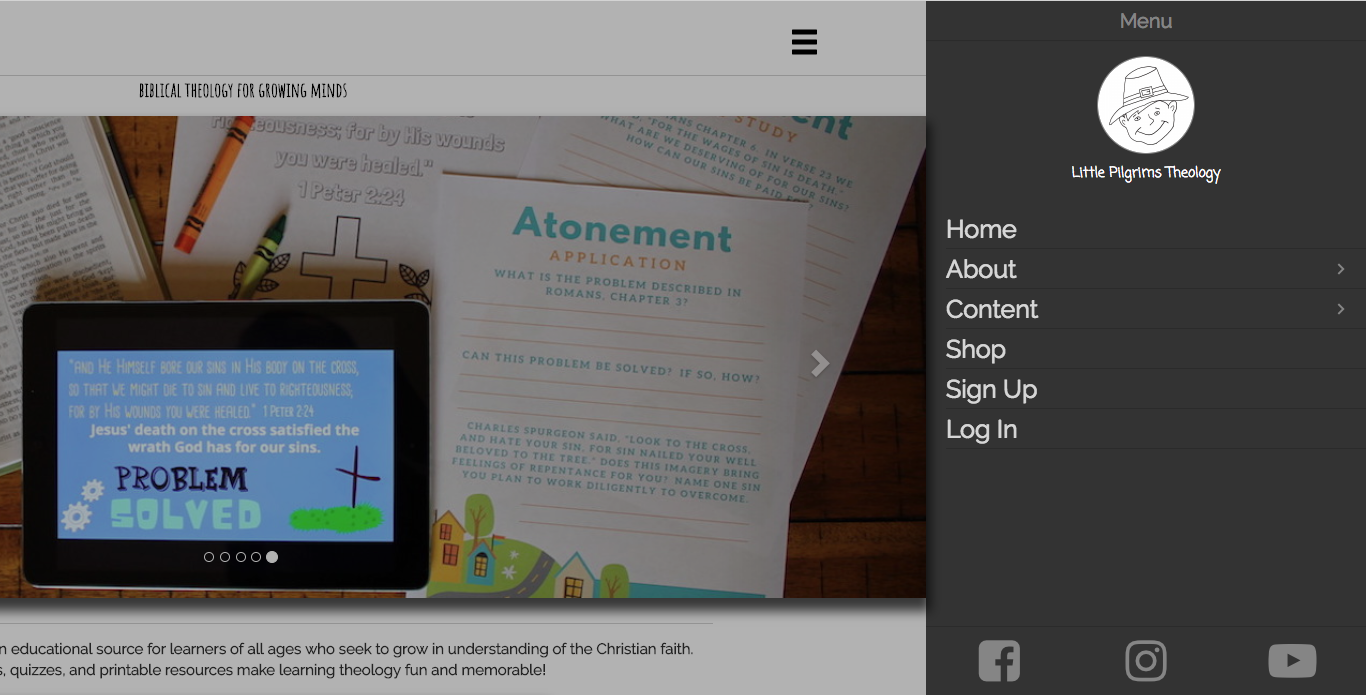 BIBLICAL THEOLOGY FOR GROWING MINDS
righteousness; for by His wounds
you were healed."
1 Peter 2:24
STUDY
ROMANS CHAPTER 6. IN VERSE 23 WE
"FOR THE WAGES OF SIN IS DEATH."
WHAT ARE WE DESERVING OF FOR OUR SINS?
HOW CAN OUR SINS BE PAID
Atonement
APPLICATION
WHAT IS THE PROBLEM DESCRIBED IN
ROMANS, CHAPTER 3?
CAN THIS PROBLEM BE SOLVED? IF SO, HOW?
CHARLES SPURGEON SAID, "LOOK TO THE CROSS,
AND HATE YOUR SIN, FOR SIN NAILED YOUR WELL
BELOVED TO THE TREE." DOES THIS IMAGERY BRING
FEELINGS OF REPENTANCE FOR YOU? NAME ONE SIN
YOU PLAN TO WORK DILIGENTLY TO OVERCOME.
"AND HE HIMSELF BORE OUR SINS IN HIS BODY ON THE CROSS,
SO THAT WE MIGHT DIE TO SIN AND LIVE TO RIGHTEOUSNESS;
FOR BY HIS WOUNDS YOU WERE HEALED." 1 PETER 2:24
Jesus' death on the cross satisfied the
wrath God has for our sins.
PROBLEM
SOLVED
n educational source for learners of all ages who seek to grow in understanding of the Christian faith.
s, quizzes, and printable resources make learning theology fun and memorable!
Menu
Little Pilgrims Theology
Home
About
Content
Shop
Sign Up
Log In